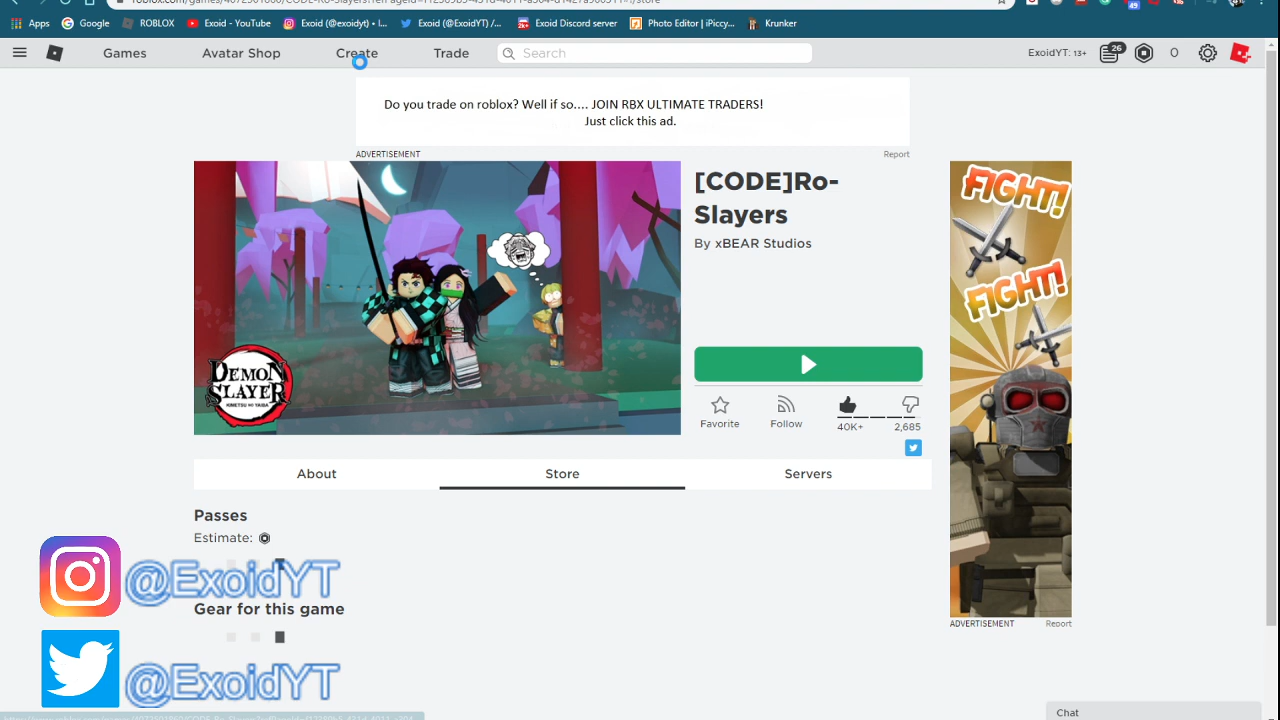 Apps
Google
ROBLOX
Exoid - YouTube
Exoid (@exoidyt) • I...
Exoid (@ExoidYT) /...
Exoid Discord server
Photo Editor | iPiccy...
Krunker
Games
Avatar Shop
Create
Trade
Search
ExoidYT: 13+
26
0
Do you trade on roblox? Well if so.... JOIN RBX ULTIMATE TRADERS!
Just click this ad.
ADVERTISEMENT
Report
[CODE]Ro-
Slayers
By xBEAR Studios
DEMON
SLAYER
KIMETSU NO YAIBA
FIGHT!
FIGHT!
Favorite
Follow
40K+
2,685
About
Store
Servers
Passes
Estimate:
@ExoidYT
Gear for this game
@ExoidYT
ADVERTISEMENT
Report
Chat